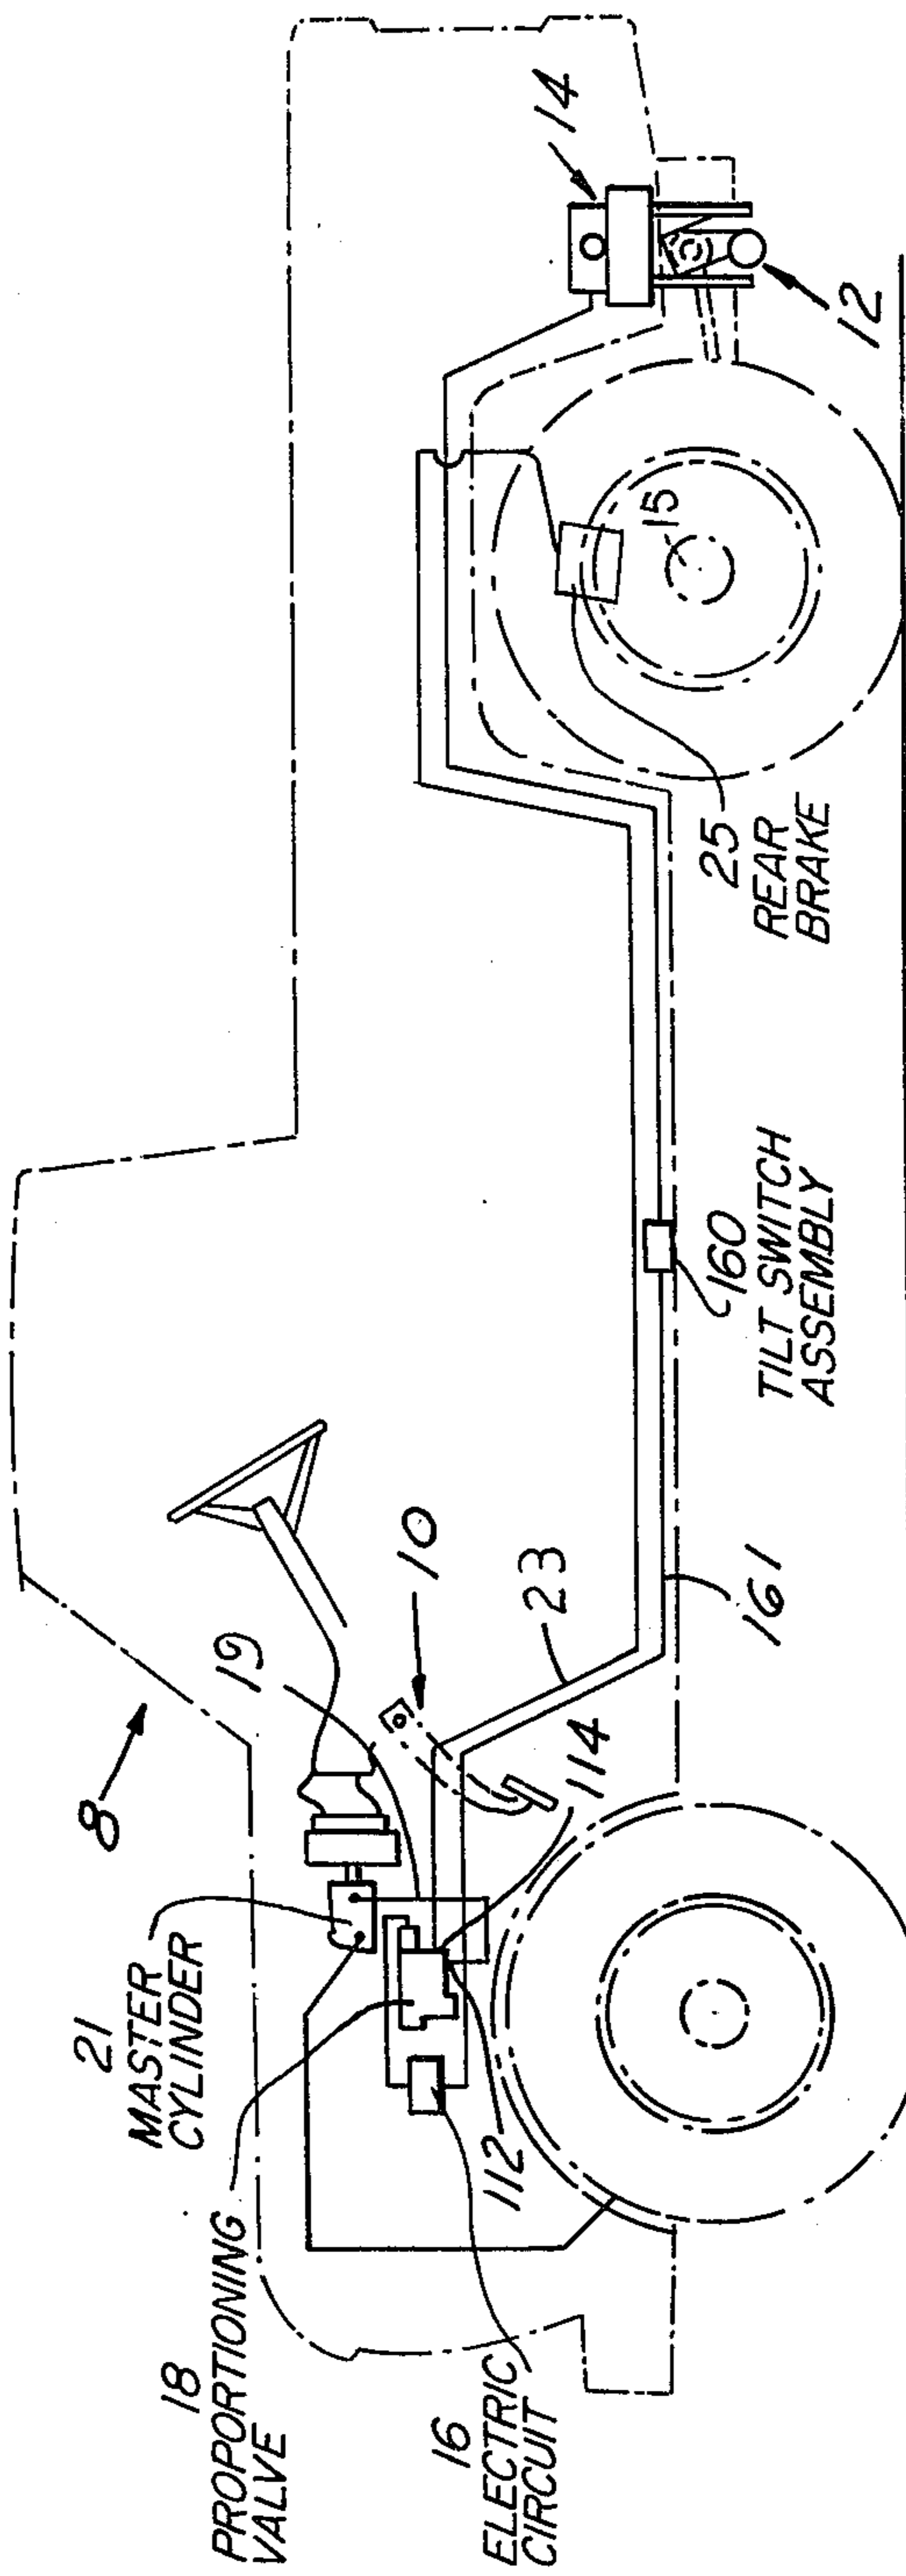 8
21
MASTER
CYLINDER
18
PROPORTIONING
VALVE
16
ELECTRIC
CIRCUIT
19
10
23
114
112
161
160
TILT SWITCH
ASSEMBLY
25
REAR
BRAKE
15
14
12